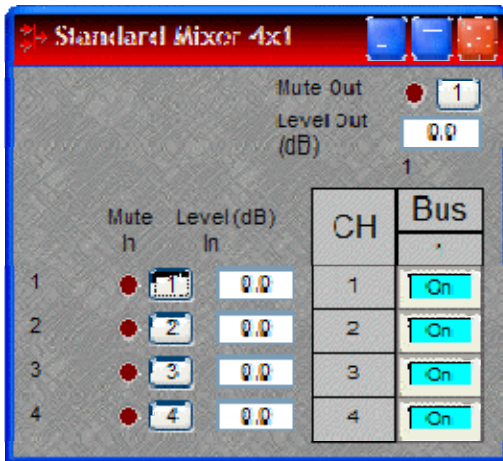 Standard Mixer 4x1
Mute Out 1
Level Out (dB) 0.0
1
Mute In Level (dB) In CH Bus
1 1 0.0 1 On
2 2 0.0 2 On
3 3 0.0 3 On
4 4 0.0 4 On